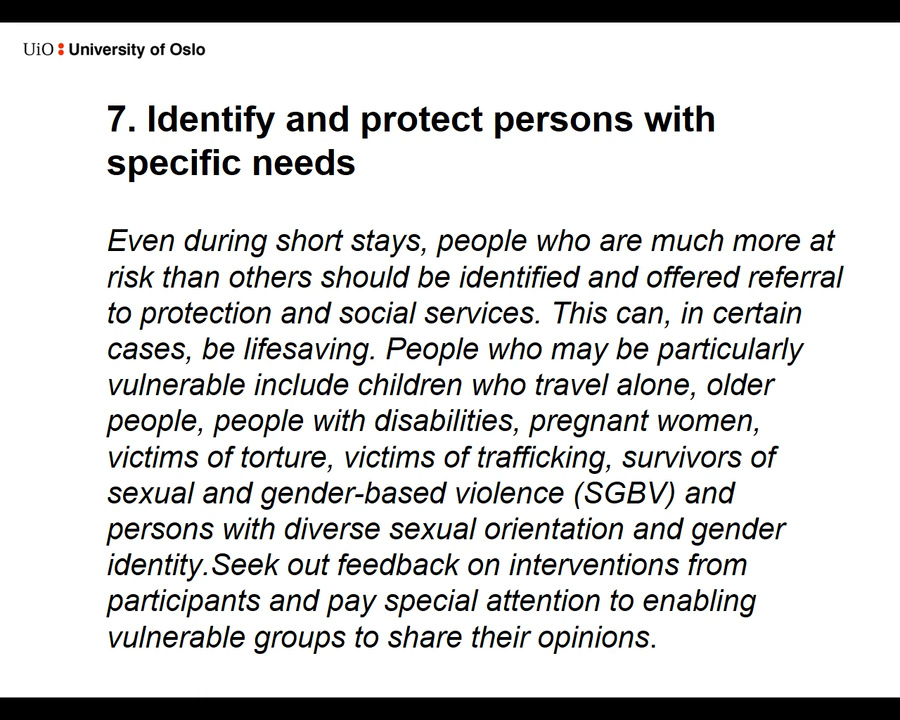 UiO : University of Oslo
7. Identify and protect persons with
specific needs
Even during short stays, people who are much more at
risk than others should be identified and offered referral
to protection and social services. This can, in certain
cases, be lifesaving. People who may be particularly
vulnerable include children who travel alone, older
people, people with disabilities, pregnant women,
victims of torture, victims of trafficking, survivors of
sexual and gender-based violence (SGBV) and
persons with diverse sexual orientation and gender
identity.Seek out feedback on interventions from
participants and pay special attention to enabling
vulnerable groups to share their opinions.